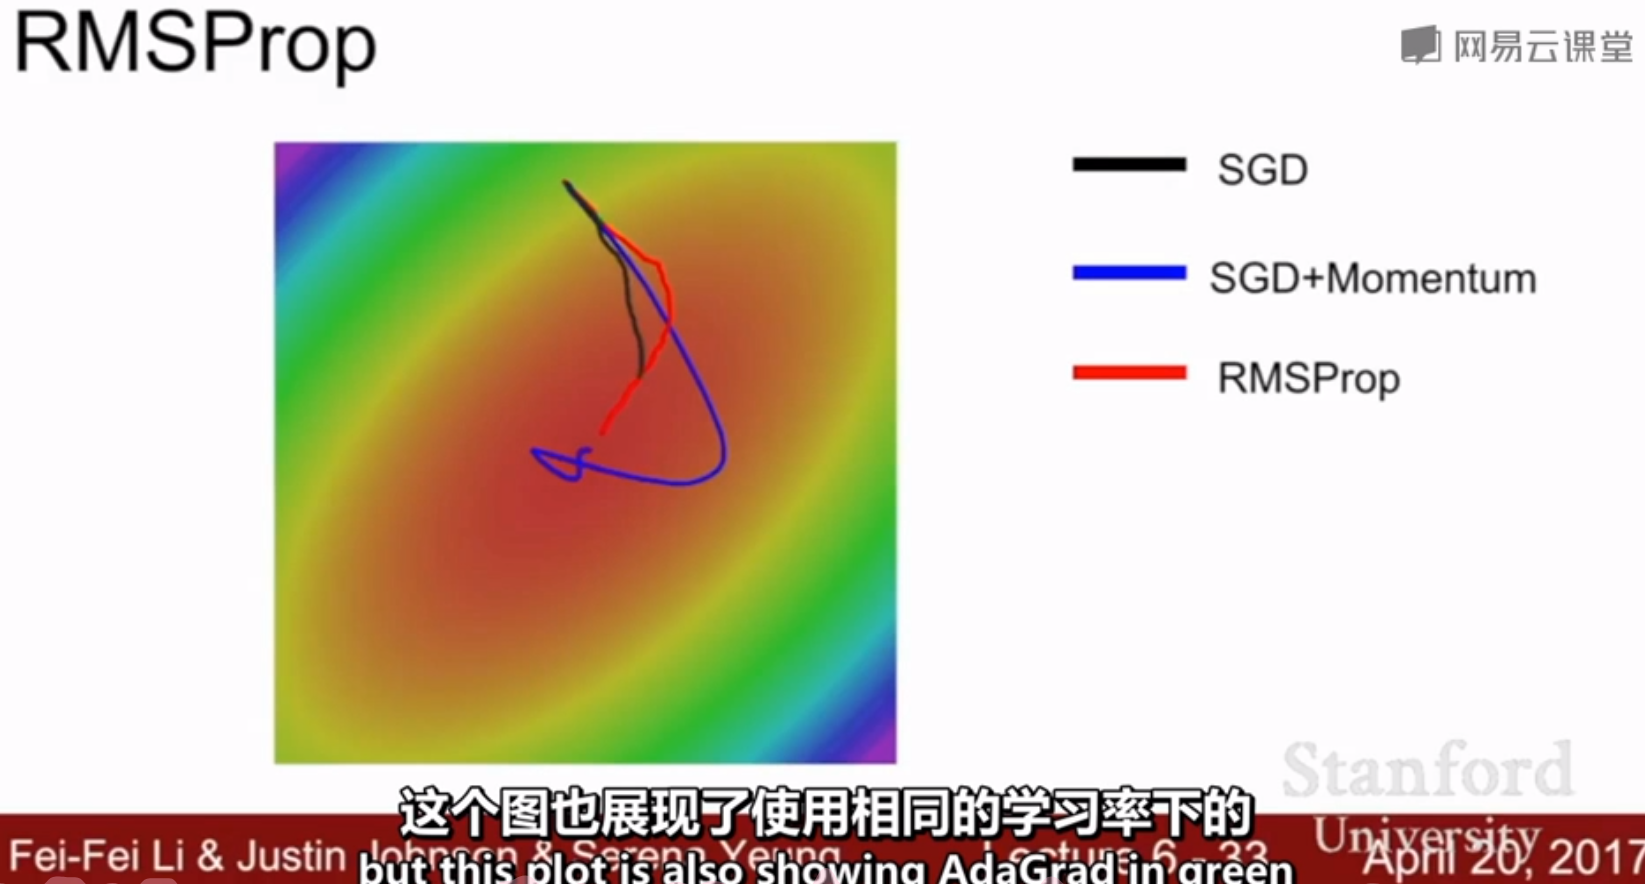 RMSProp
网易云课堂
SGD
SGD+Momentum
RMSProp
Stanford
University
这个图也展现了使用相同的学习率下的
Fei-Fei Li & Justin Johnson & Serena Yeung
Lecture 6 - 33
April 20, 2017
but this plot is also showing AdaGrad in green